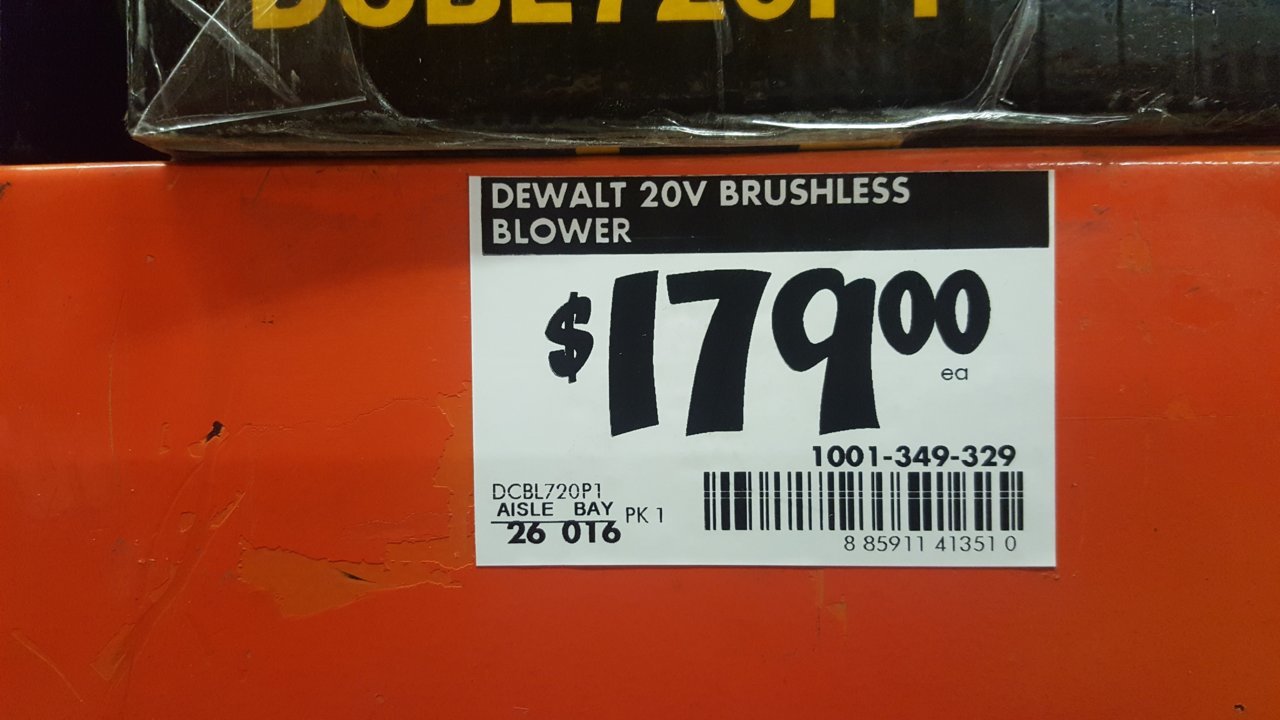 DCBL720P1
DEWALT 20V BRUSHLESS
BLOWER
$179 00
ea
1001-349-329
DCBL720P1
AISLE BAY
26 016
PK 1
8 85911 41351 0